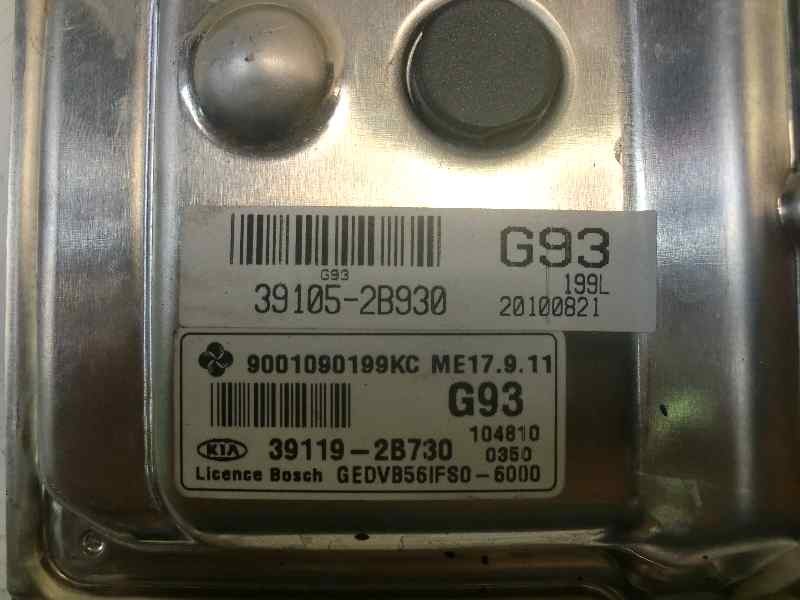 G93
G93
39105-2B930
199L
20100821
9001090199KC ME17.9.11
G93
104810
KIA 39119-2B730 0350
Licence Bosch GEDVB56IFS0-6000